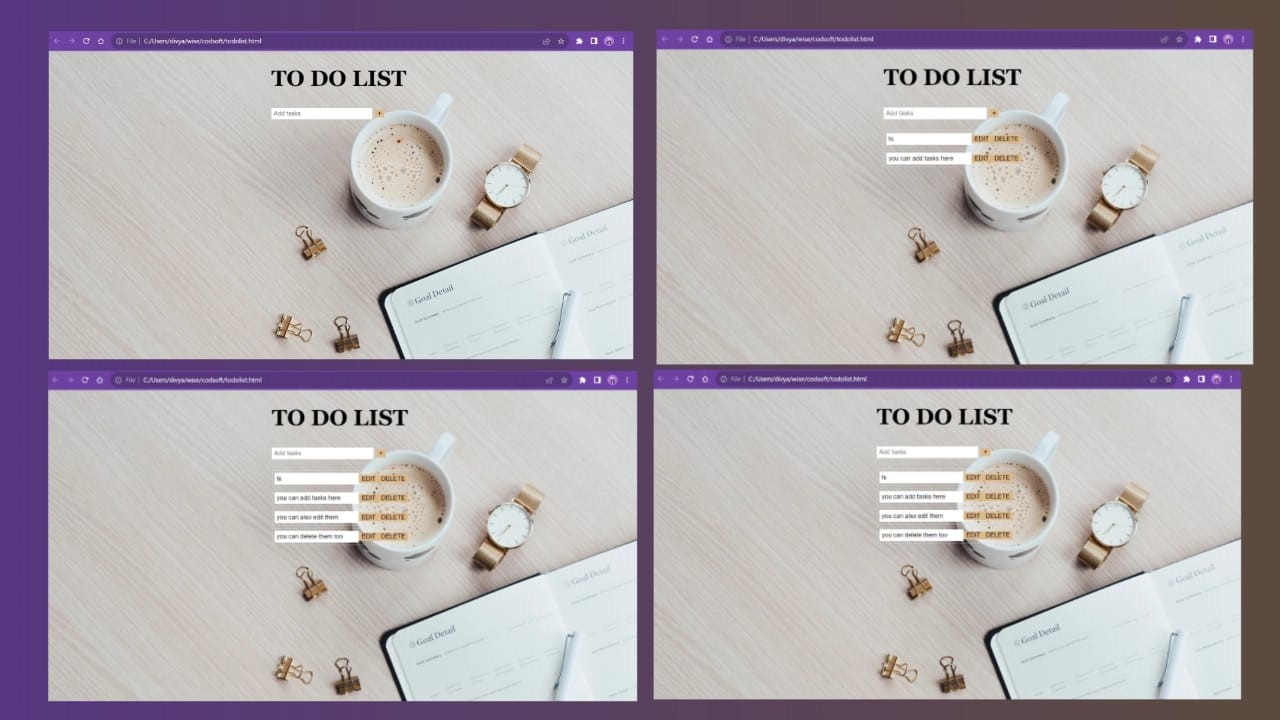 File | C:/Users/divya/wise/codsoft/todolist.html
TO DO LIST
Add tasks
+
Goal Detail
Goal Detail
File | C:/Users/divya/wise/codsoft/todolist.html
TO DO LIST
Add tasks
+
hi EDIT DELETE
you can add tasks here EDIT DELETE
Goal Detail
Goal Detail
File | C:/Users/divya/wise/codsoft/todolist.html
TO DO LIST
Add tasks
+
hi EDIT DELETE
you can add tasks here EDIT DELETE
you can also edit them EDIT DELETE
you can delete them too EDIT DELETE
Goal Detail
Goal Detail
File | C:/Users/divya/wise/codsoft/todolist.html
TO DO LIST
Add tasks
+
hi EDIT DELETE
you can add tasks here EDIT DELETE
you can also edit them EDIT DELETE
you can delete them too EDIT DELETE
Goal Detail
Goal Detail